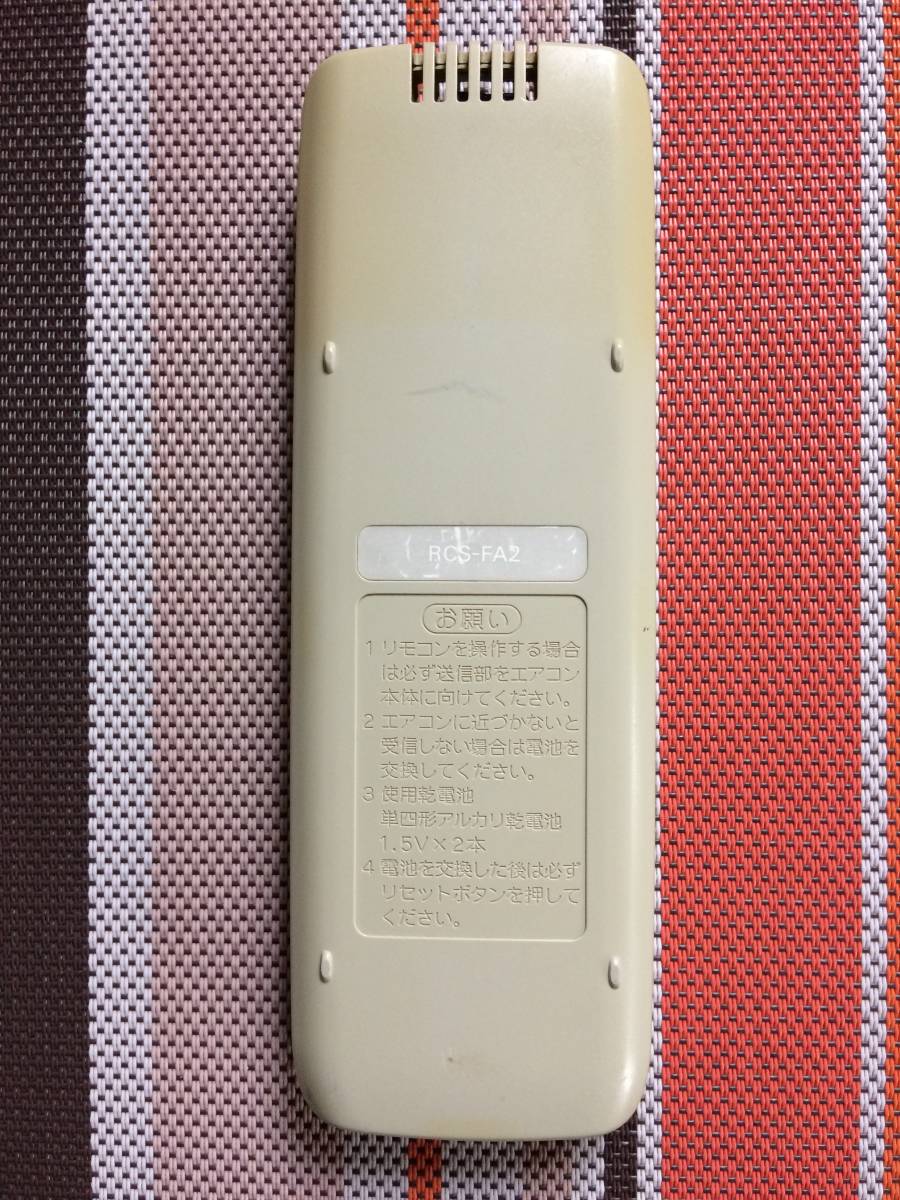 RCS-FA2
お願い
1 リモコンを操作する場合
は必ず送信部をエアコン
本体に向けてください。
2 エアコンに近づかないと
受信しない場合は電池を
交換してください。
3 使用乾電池
単四形アルカリ乾電池
1.5V×2本
4 電池を交換した後は必ず
リセットボタンを押して
ください。